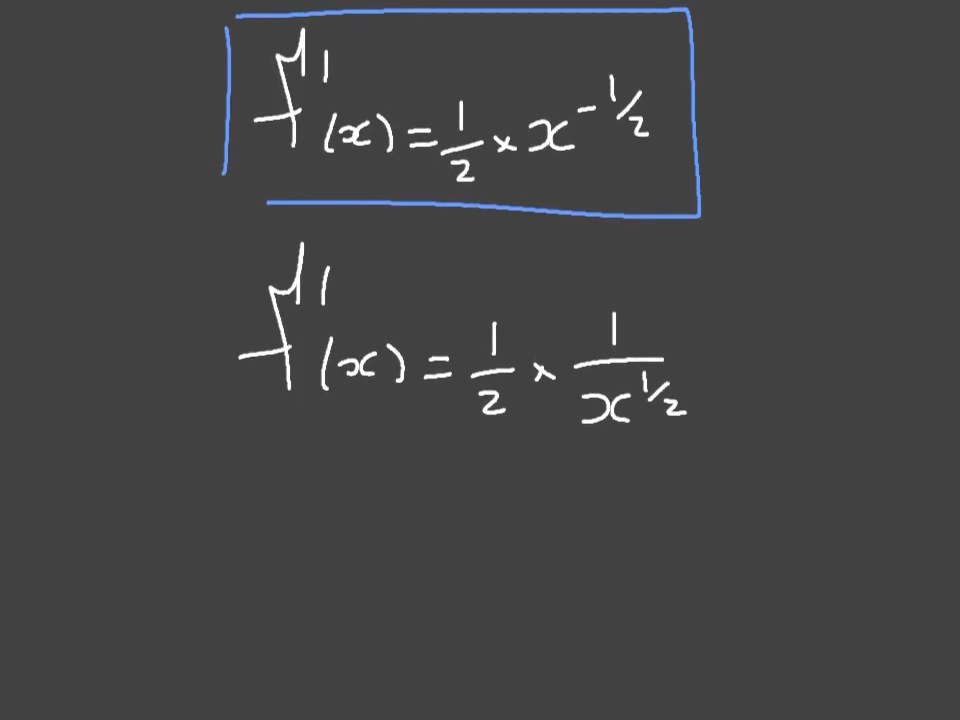 f'(x) = 1/2 × x^(-1/2)
f'(x) = 1/2 × 1/x^(1/2)